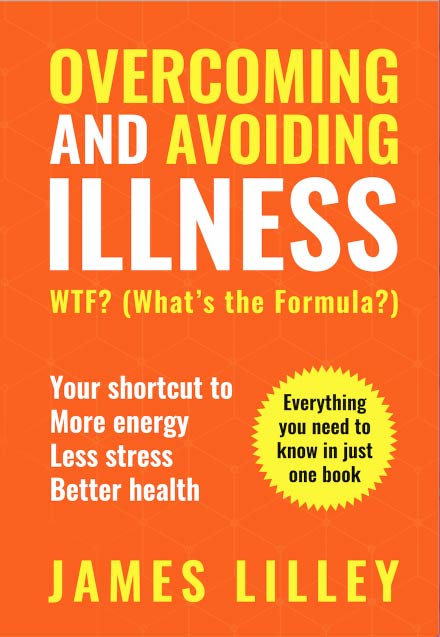 OVERCOMING
AND AVOIDING
ILLNESS
WTF? (What's the Formula?)
Your shortcut to
More energy
Less stress
Better health
Everything
you need to
know in just
one book
JAMES LILLEY